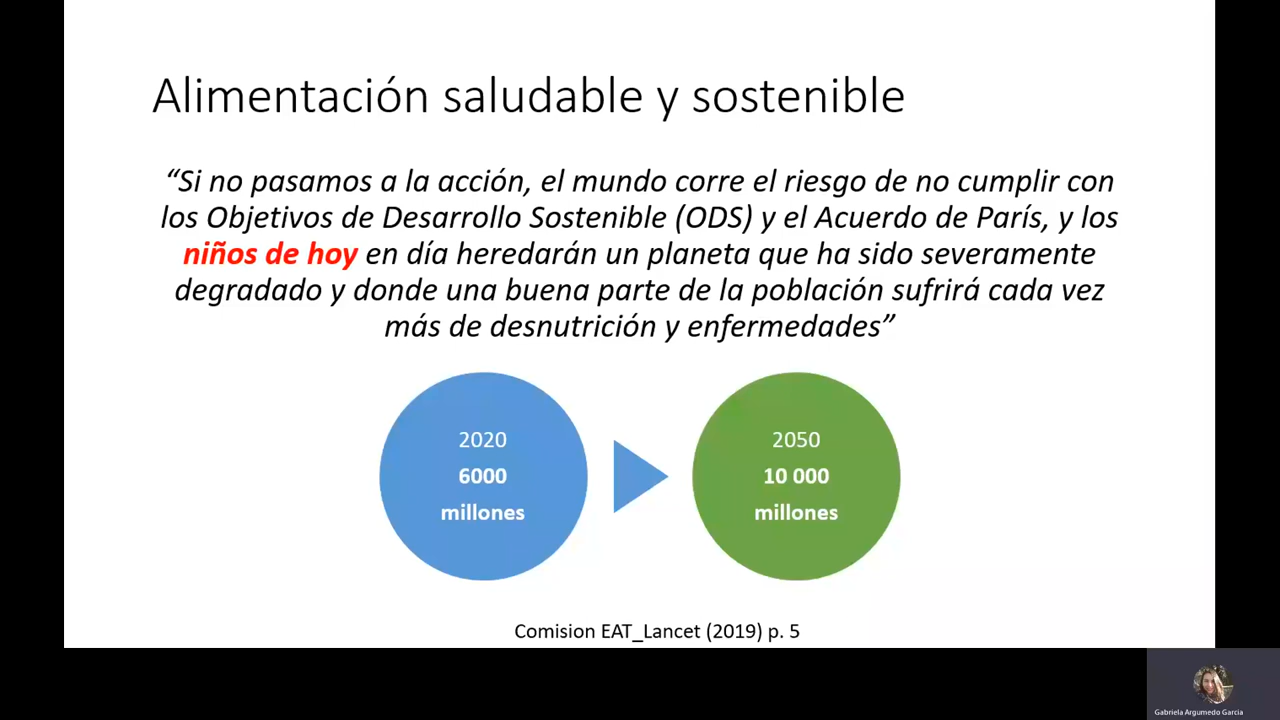 Alimentación saludable y sostenible
“Si no pasamos a la acción, el mundo corre el riesgo de no cumplir con
los Objetivos de Desarrollo Sostenible (ODS) y el Acuerdo de París, y los
niños de hoy en día heredarán un planeta que ha sido severamente
degradado y donde una buena parte de la población sufrirá cada vez
más de desnutrición y enfermedades”
2020
6000
millones
2050
10 000
millones
Comision EAT_Lancet (2019) p. 5
Gabriela Argumedo Garcia